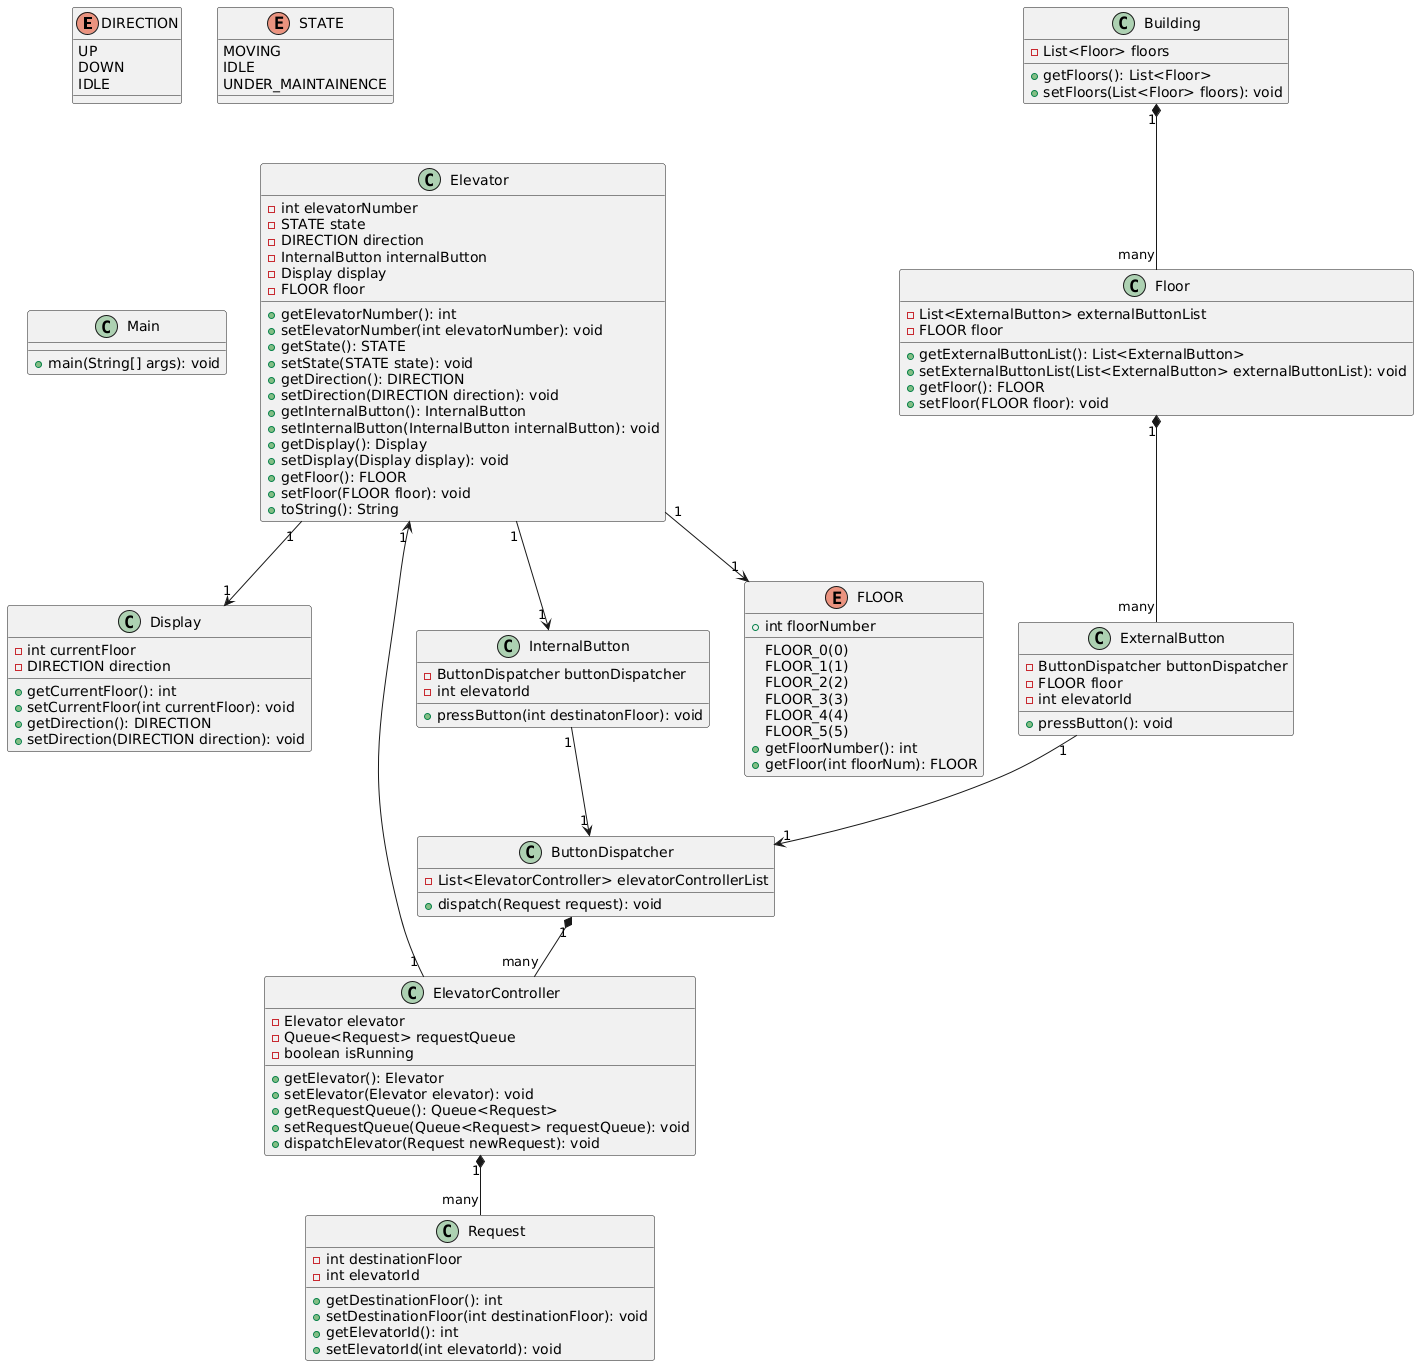 E DIRECTION
UP
DOWN
IDLE
E STATE
MOVING
IDLE
UNDER_MAINTAINENCE
C Building
List<Floor> floors
getFloors(): List<Floor>
setFloors(List<Floor> floors): void
1
many
C Elevator
int elevatorNumber
STATE state
DIRECTION direction
InternalButton internalButton
Display display
FLOOR floor
getElevatorNumber(): int
setElevatorNumber(int elevatorNumber): void
getState(): STATE
setState(STATE state): void
getDirection(): DIRECTION
setDirection(DIRECTION direction): void
getInternalButton(): InternalButton
setInternalButton(InternalButton internalButton): void
getDisplay(): Display
setDisplay(Display display): void
getFloor(): FLOOR
setFloor(FLOOR floor): void
toString(): String
C Main
main(String[] args): void
C Floor
List<ExternalButton> externalButtonList
FLOOR floor
getExternalButtonList(): List<ExternalButton>
setExternalButtonList(List<ExternalButton> externalButtonList): void
getFloor(): FLOOR
setFloor(FLOOR floor): void
1
many
1
1
1
1
1
1
1
C Display
int currentFloor
DIRECTION direction
getCurrentFloor(): int
setCurrentFloor(int currentFloor): void
getDirection(): DIRECTION
setDirection(DIRECTION direction): void
C InternalButton
ButtonDispatcher buttonDispatcher
int elevatorId
pressButton(int destinatonFloor): void
E FLOOR
int floorNumber
FLOOR_0(0)
FLOOR_1(1)
FLOOR_2(2)
FLOOR_3(3)
FLOOR_4(4)
FLOOR_5(5)
getFloorNumber(): int
getFloor(int floorNum): FLOOR
C ExternalButton
ButtonDispatcher buttonDispatcher
FLOOR floor
int elevatorId
pressButton(): void
1
1
1
1
C ButtonDispatcher
List<ElevatorController> elevatorControllerList
dispatch(Request request): void
1
many
1
C ElevatorController
Elevator elevator
Queue<Request> requestQueue
boolean isRunning
getElevator(): Elevator
setElevator(Elevator elevator): void
getRequestQueue(): Queue<Request>
setRequestQueue(Queue<Request> requestQueue): void
dispatchElevator(Request newRequest): void
1
many
C Request
int destinationFloor
int elevatorId
getDestinationFloor(): int
setDestinationFloor(int destinationFloor): void
getElevatorId(): int
setElevatorId(int elevatorId): void